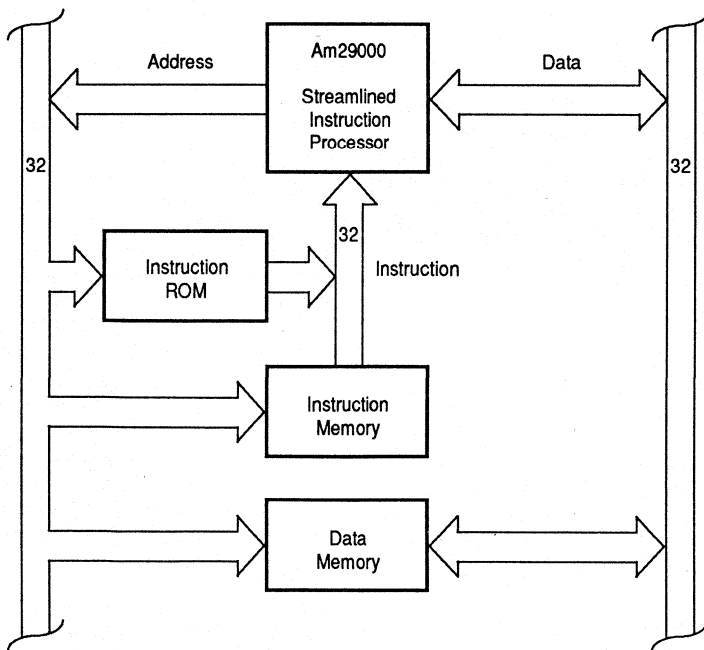 Am29000
Streamlined
Instruction
Processor
Address
Data
32
32
32
Instruction
Instruction
ROM
Instruction
Memory
Data
Memory